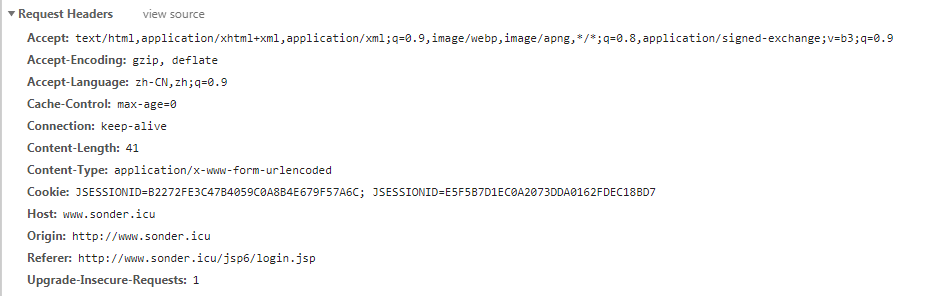 Request Headers view source
Accept: text/html,application/xhtml+xml,application/xml;q=0.9,image/webp,image/apng,*/*;q=0.8,application/signed-exchange;v=b3;q=0.9
Accept-Encoding: gzip, deflate
Accept-Language: zh-CN,zh;q=0.9
Cache-Control: max-age=0
Connection: keep-alive
Content-Length: 41
Content-Type: application/x-www-form-urlencoded
Cookie: JSESSIONID=B2272FE3C47B4059C0A8B4E679F57A6C; JSESSIONID=E5F5B7D1EC0A2073DDA0162FDEC18BD7
Host: www.sonder.icu
Origin: http://www.sonder.icu
Referer: http://www.sonder.icu/jsp6/login.jsp
Upgrade-Insecure-Requests: 1